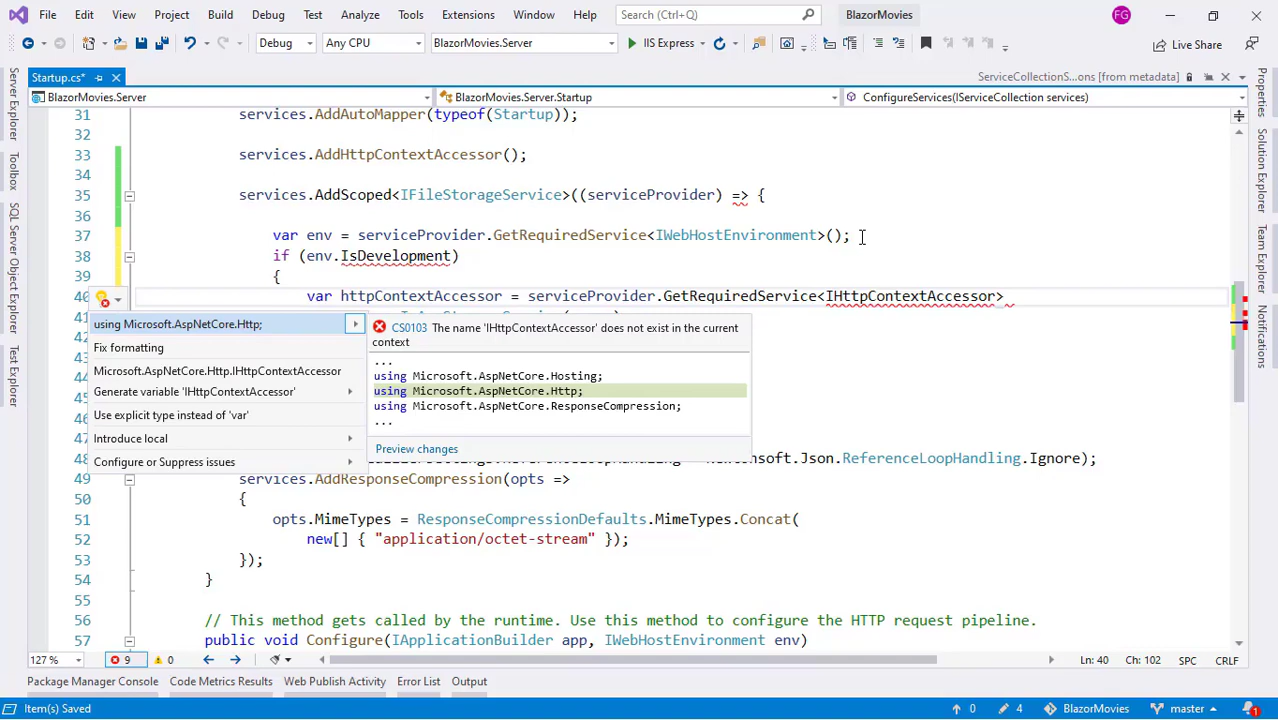 File Edit View Project Build Debug Test Analyze Tools Extensions Window Help Search (Ctrl+Q) BlazorMovies FG
Debug Any CPU BlazorMovies.Server IIS Express Live Share
Startup.cs* ServiceCollectionS...ons [from metadata]
BlazorMovies.Server BlazorMovies.Server.Startup ConfigureServices(IServiceCollection services)
Server Explorer
Toolbox
SQL Server Object Explorer
Test Explorer
Properties
Solution Explorer
Team Explorer
Notifications
31 services.AddAutoMapper(typeof(Startup));
32
33 services.AddHttpContextAccessor();
34
35 services.AddScoped<IFileStorageService>((serviceProvider) => {
36
37 var env = serviceProvider.GetRequiredService<IWebHostEnvironment>();
38 if (env.IsDevelopment)
39 {
40 var httpContextAccessor = serviceProvider.GetRequiredService<IHttpContextAccessor>
using Microsoft.AspNetCore.Http;
Fix formatting
Microsoft.AspNetCore.Http.IHttpContextAccessor
Generate variable 'IHttpContextAccessor'
Use explicit type instead of 'var'
Introduce local
Configure or Suppress issues
CS0103 The name 'IHttpContextAccessor' does not exist in the current
context
...
using Microsoft.AspNetCore.Hosting;
using Microsoft.AspNetCore.Http;
using Microsoft.AspNetCore.ResponseCompression;
...
Preview changes
48 .Json.ReferenceLoopHandling.Ignore);
49 services.AddResponseCompression(opts =>
50 {
51 opts.MimeTypes = ResponseCompressionDefaults.MimeTypes.Concat(
52 new[] { "application/octet-stream" });
53 });
54 }
55
56 // This method gets called by the runtime. Use this method to configure the HTTP request pipeline.
57 public void Configure(IApplicationBuilder app, IWebHostEnvironment env)
127 % 9 0 Ln: 40 Ch: 102 SPC CRLF
Package Manager Console Code Metrics Results Web Publish Activity Error List Output
Item(s) Saved 0 4 BlazorMovies master 1